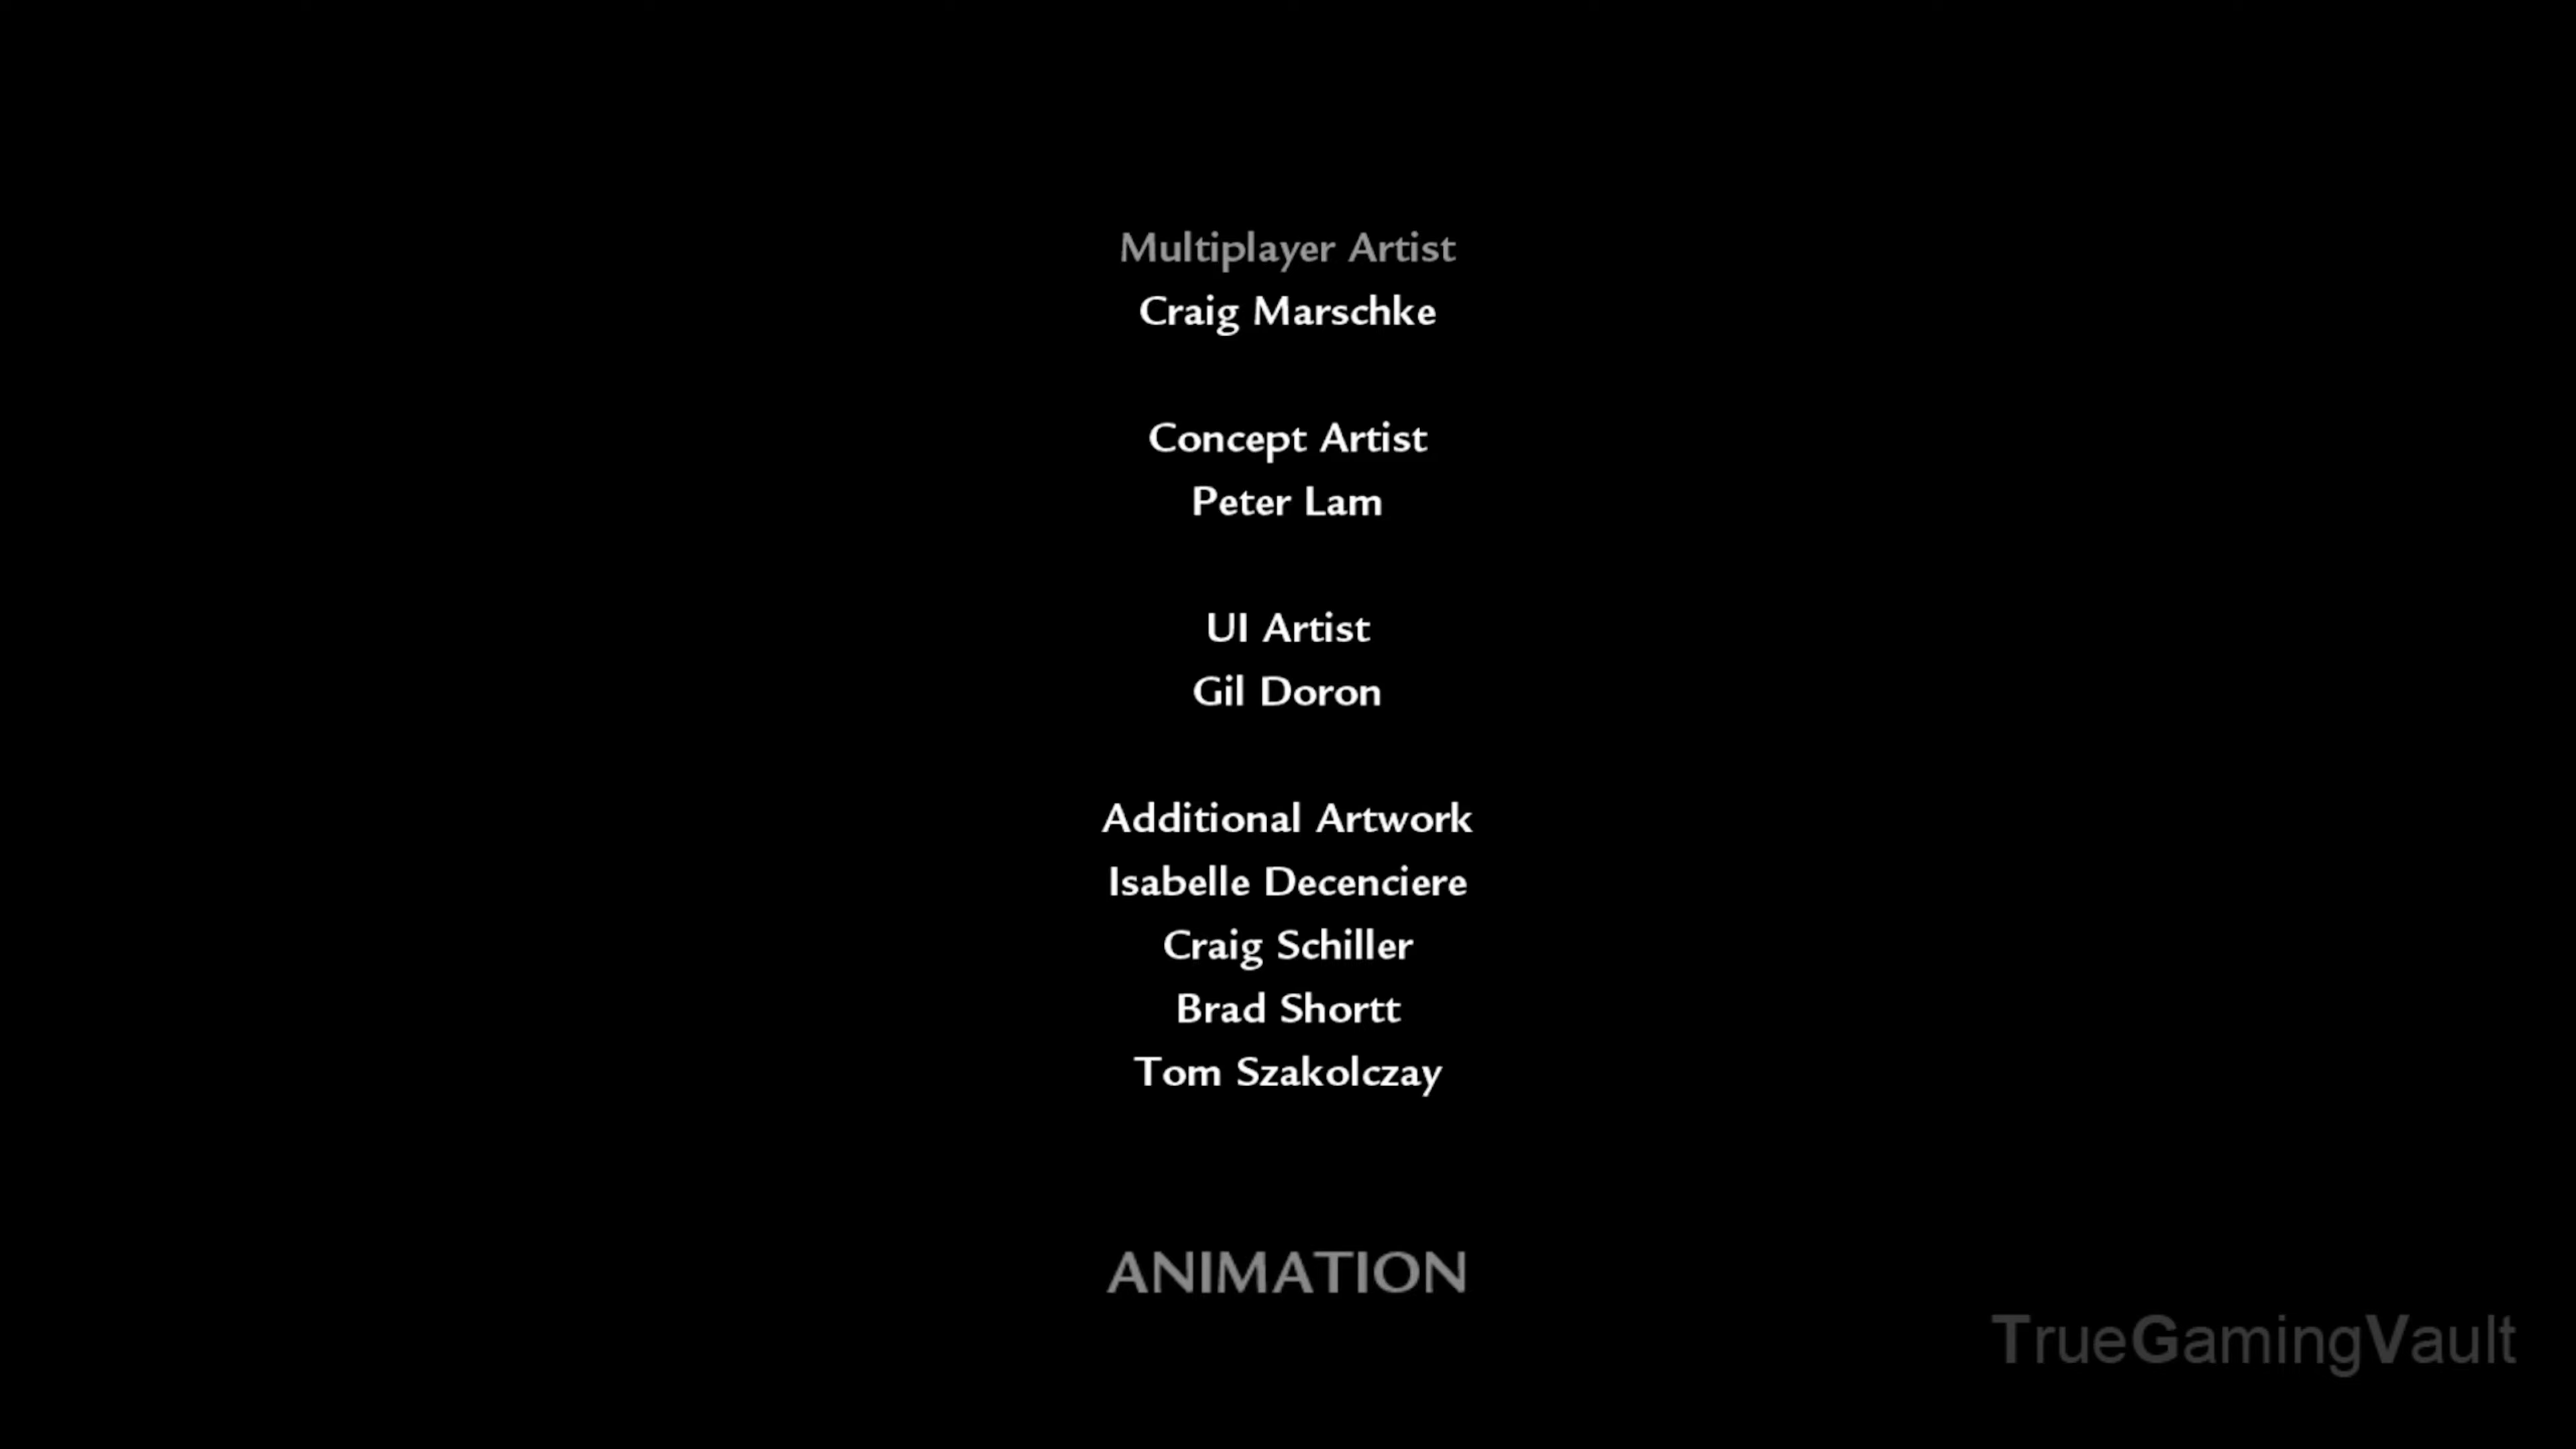 Multiplayer Artist
Craig Marschke
Concept Artist
Peter Lam
UI Artist
Gil Doron
Additional Artwork
Isabelle Decenciere
Craig Schiller
Brad Shortt
Tom Szakolczay
ANIMATION
TrueGamingVault